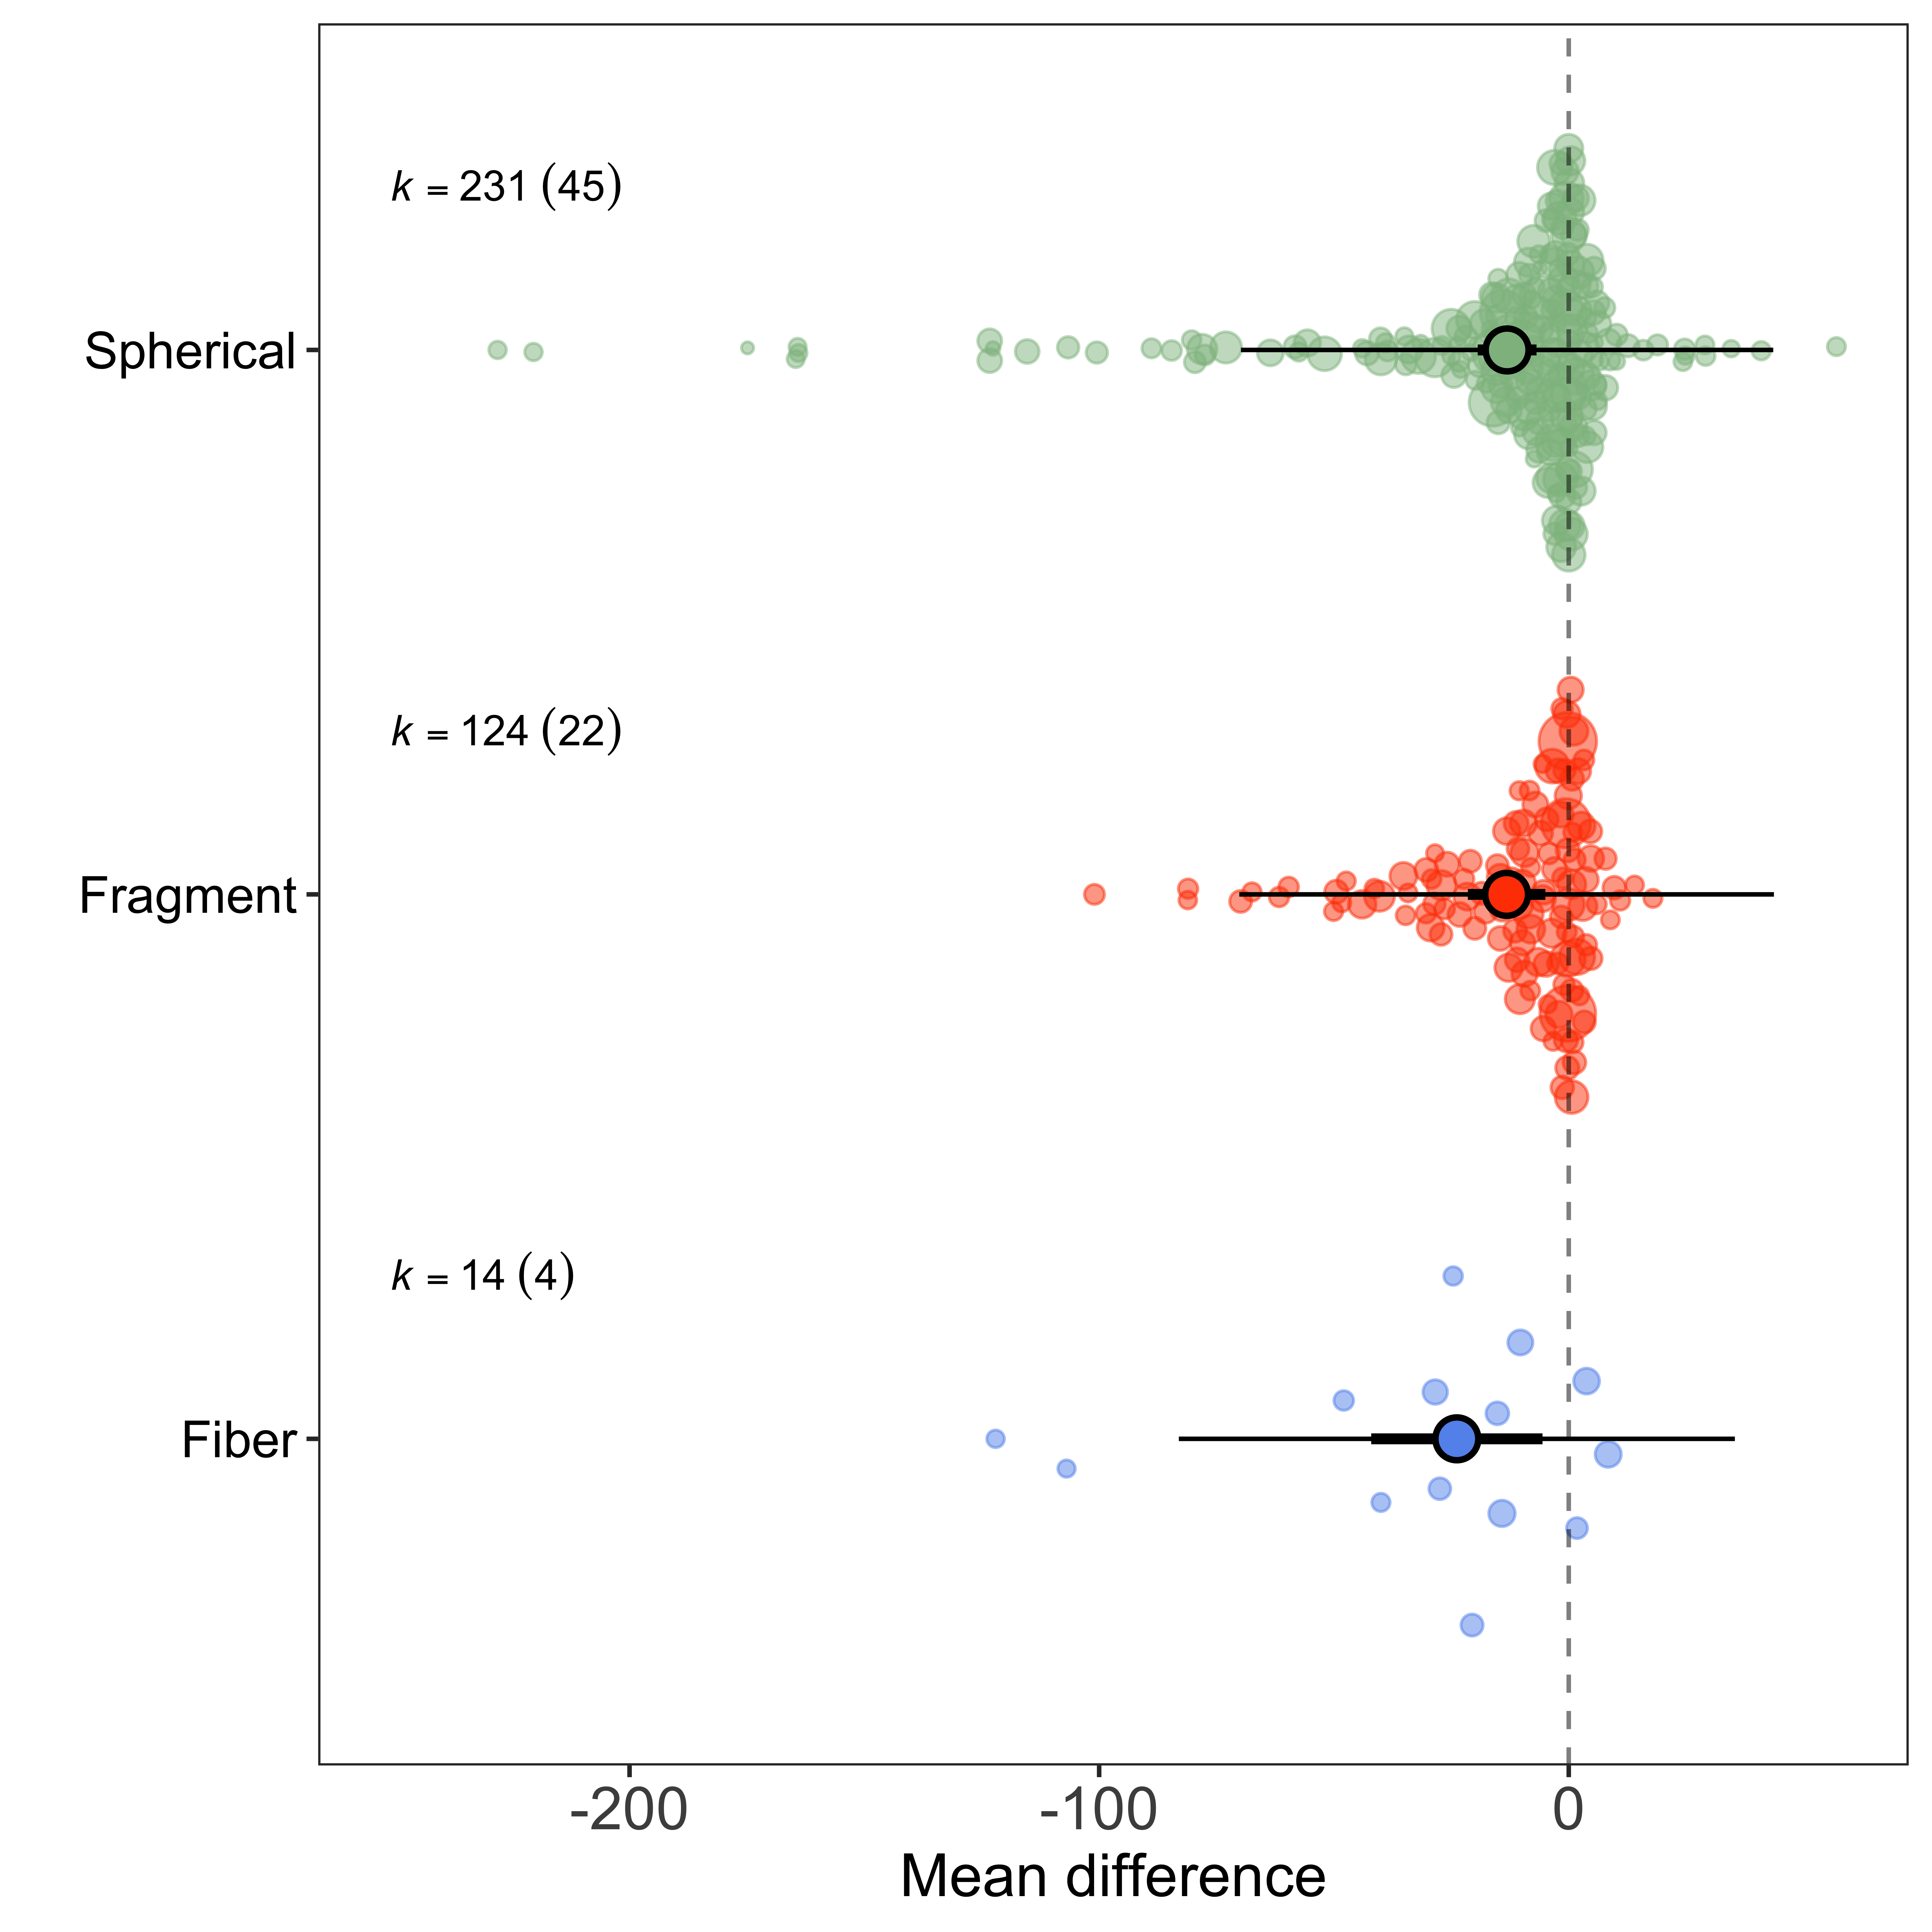 k = 231 (45)
Spherical
k = 124 (22)
Fragment
k = 14 (4)
Fiber
-200 -100 0
Mean difference